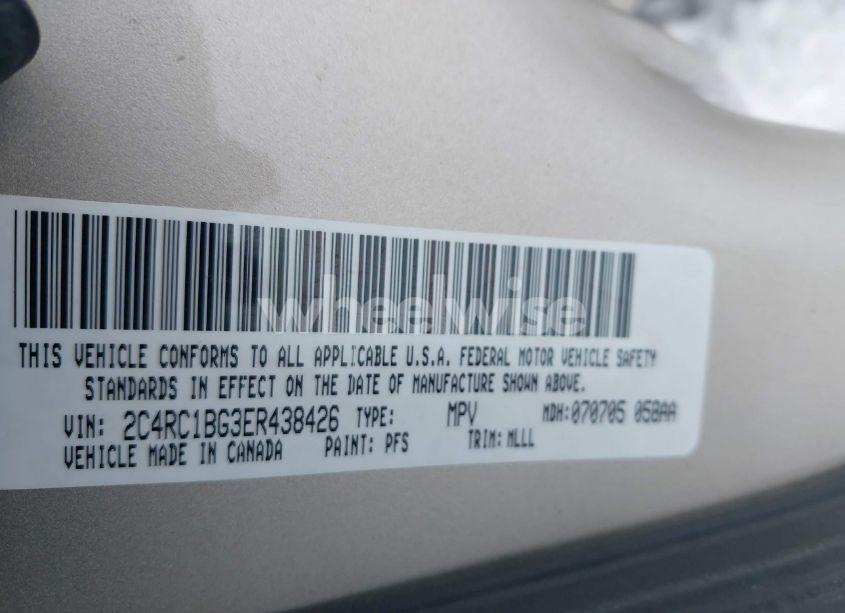 wheelwise
THIS VEHICLE CONFORMS TO ALL APPLICABLE U.S.A. FEDERAL MOTOR VEHICLE SAFETY
STANDARDS IN EFFECT ON THE DATE OF MANUFACTURE SHOWN ABOVE.
VIN: 2C4RC1BG3ER438426 TYPE: MPV MDH: 070705 058AA
VEHICLE MADE IN CANADA PAINT: PFS TRIM: MLLL